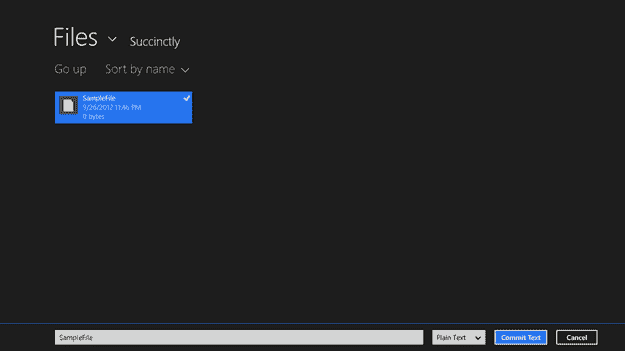 Files Succinctly
Go up Sort by name
SampleFile
9/26/2012 11:46 PM
0 bytes
SampleFile Plain Text Commit Text Cancel